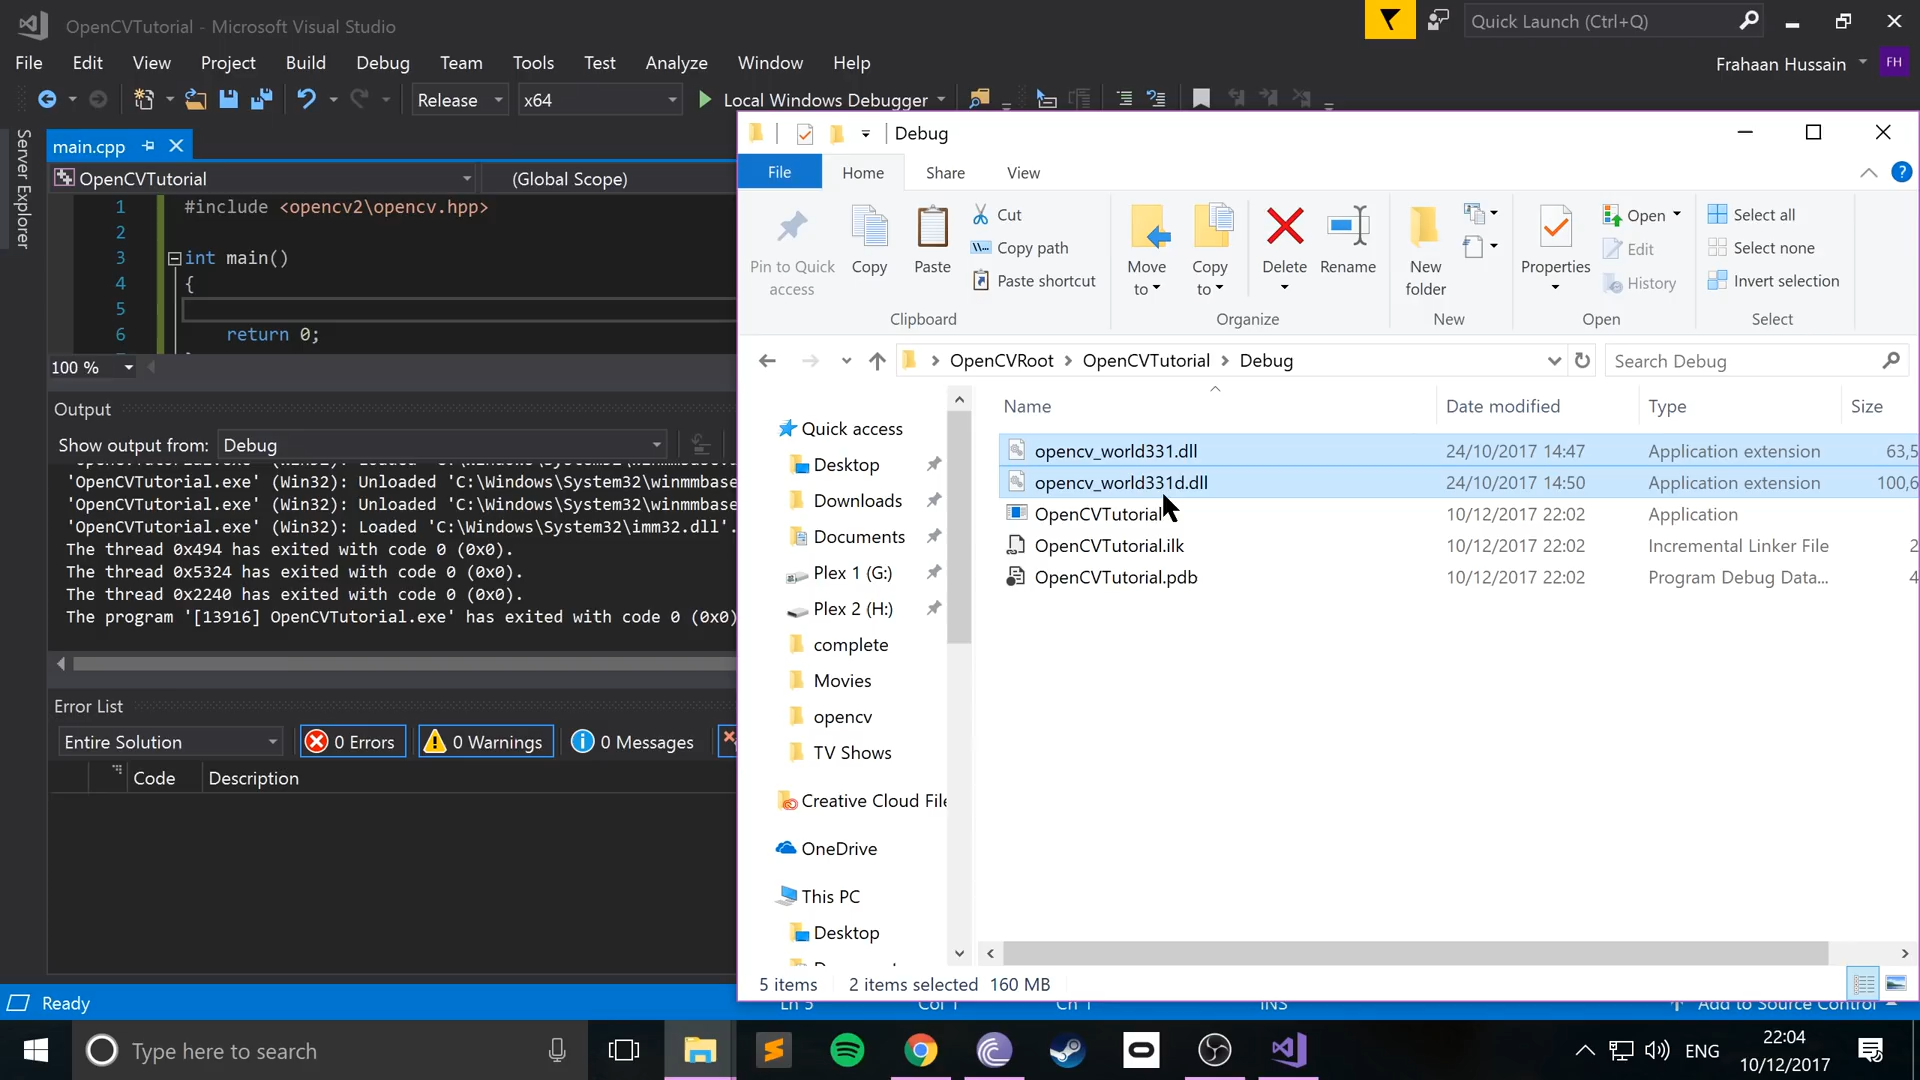 OpenCVTutorial - Microsoft Visual Studio
Quick Launch (Ctrl+Q)
File Edit View Project Build Debug Team Tools Test Analyze Window Help
Frahaan Hussain FH
Release x64 Local Windows Debugger
Server Explorer
main.cpp
OpenCVTutorial (Global Scope)
1 #include <opencv2\opencv.hpp>
2
3 int main()
4 {
5
6 return 0;
100 %
Output
Show output from: Debug
'OpenCVTutorial.exe' (Win32): Unloaded 'C:\Windows\System32\winmmbase
'OpenCVTutorial.exe' (Win32): Unloaded 'C:\Windows\System32\winmmbase
'OpenCVTutorial.exe' (Win32): Loaded 'C:\Windows\System32\imm32.dll'.
The thread 0x494 has exited with code 0 (0x0).
The thread 0x5324 has exited with code 0 (0x0).
The thread 0x2240 has exited with code 0 (0x0).
The program '[13916] OpenCVTutorial.exe' has exited with code 0 (0x0)
Error List
Entire Solution 0 Errors 0 Warnings 0 Messages
Code Description
Ready
Ln 5 Col 1 Ch 1 INS Add to Source Control
Debug
File Home Share View
Pin to Quick access
Copy
Paste
Cut
Copy path
Paste shortcut
Clipboard
Move to
Copy to
Delete
Rename
Organize
New folder
New
Properties
Open
Edit
History
Open
Select all
Select none
Invert selection
Select
OpenCVRoot OpenCVTutorial Debug
Search Debug
Quick access
Desktop
Downloads
Documents
Plex 1 (G:)
Plex 2 (H:)
complete
Movies
opencv
TV Shows
Creative Cloud File
OneDrive
This PC
Desktop
Name Date modified Type Size
opencv_world331.dll 24/10/2017 14:47 Application extension 63,5
opencv_world331d.dll 24/10/2017 14:50 Application extension 100,6
OpenCVTutorial 10/12/2017 22:02 Application
OpenCVTutorial.ilk 10/12/2017 22:02 Incremental Linker File 2
OpenCVTutorial.pdb 10/12/2017 22:02 Program Debug Data... 4
5 items 2 items selected 160 MB
Type here to search
ENG
22:04
10/12/2017